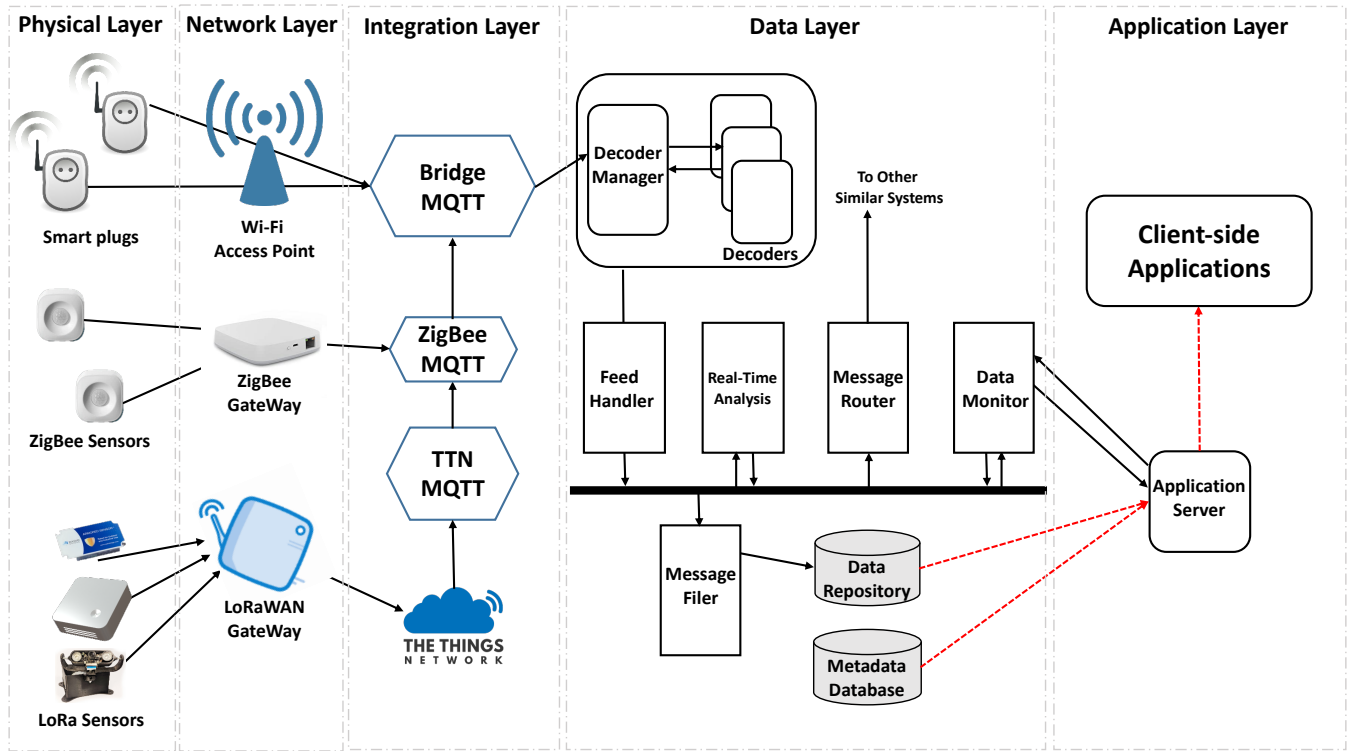 Physical Layer
Network Layer
Integration Layer
Data Layer
Application Layer
Smart plugs
Wi-Fi
Access Point
Bridge
MQTT
Decoder
Manager
Decoders
To Other
Similar Systems
Client-side
Applications
ZigBee Sensors
ZigBee
GateWay
ZigBee
MQTT
Feed
Handler
Real-Time
Analysis
Message
Router
Data
Monitor
TTN
MQTT
Application
Server
LoRa Sensors
LoRaWAN
GateWay
THE THINGS
NETWORK
Message
Filer
Data
Repository
Metadata
Database